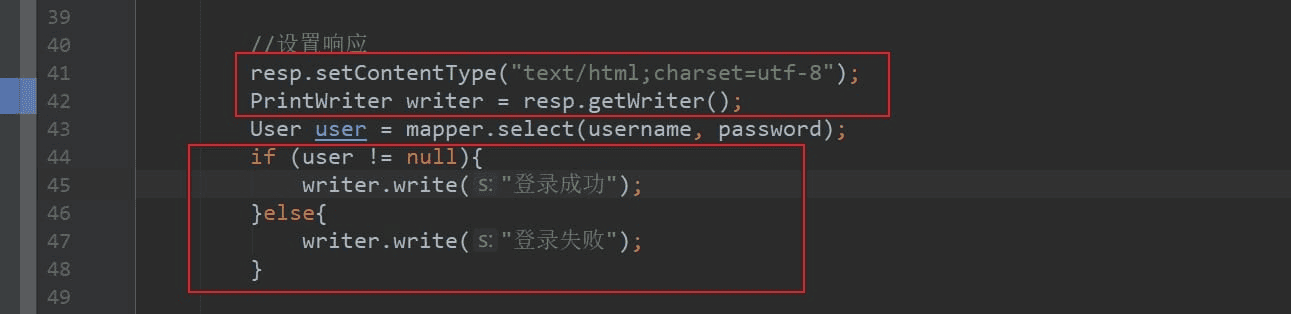 39
40 //设置响应
41 resp.setContentType("text/html;charset=utf-8");
42 PrintWriter writer = resp.getWriter();
43 User user = mapper.select(username, password);
44 if (user != null){
45 writer.write( s: "登录成功");
46 }else{
47 writer.write( s: "登录失败");
48 }
49